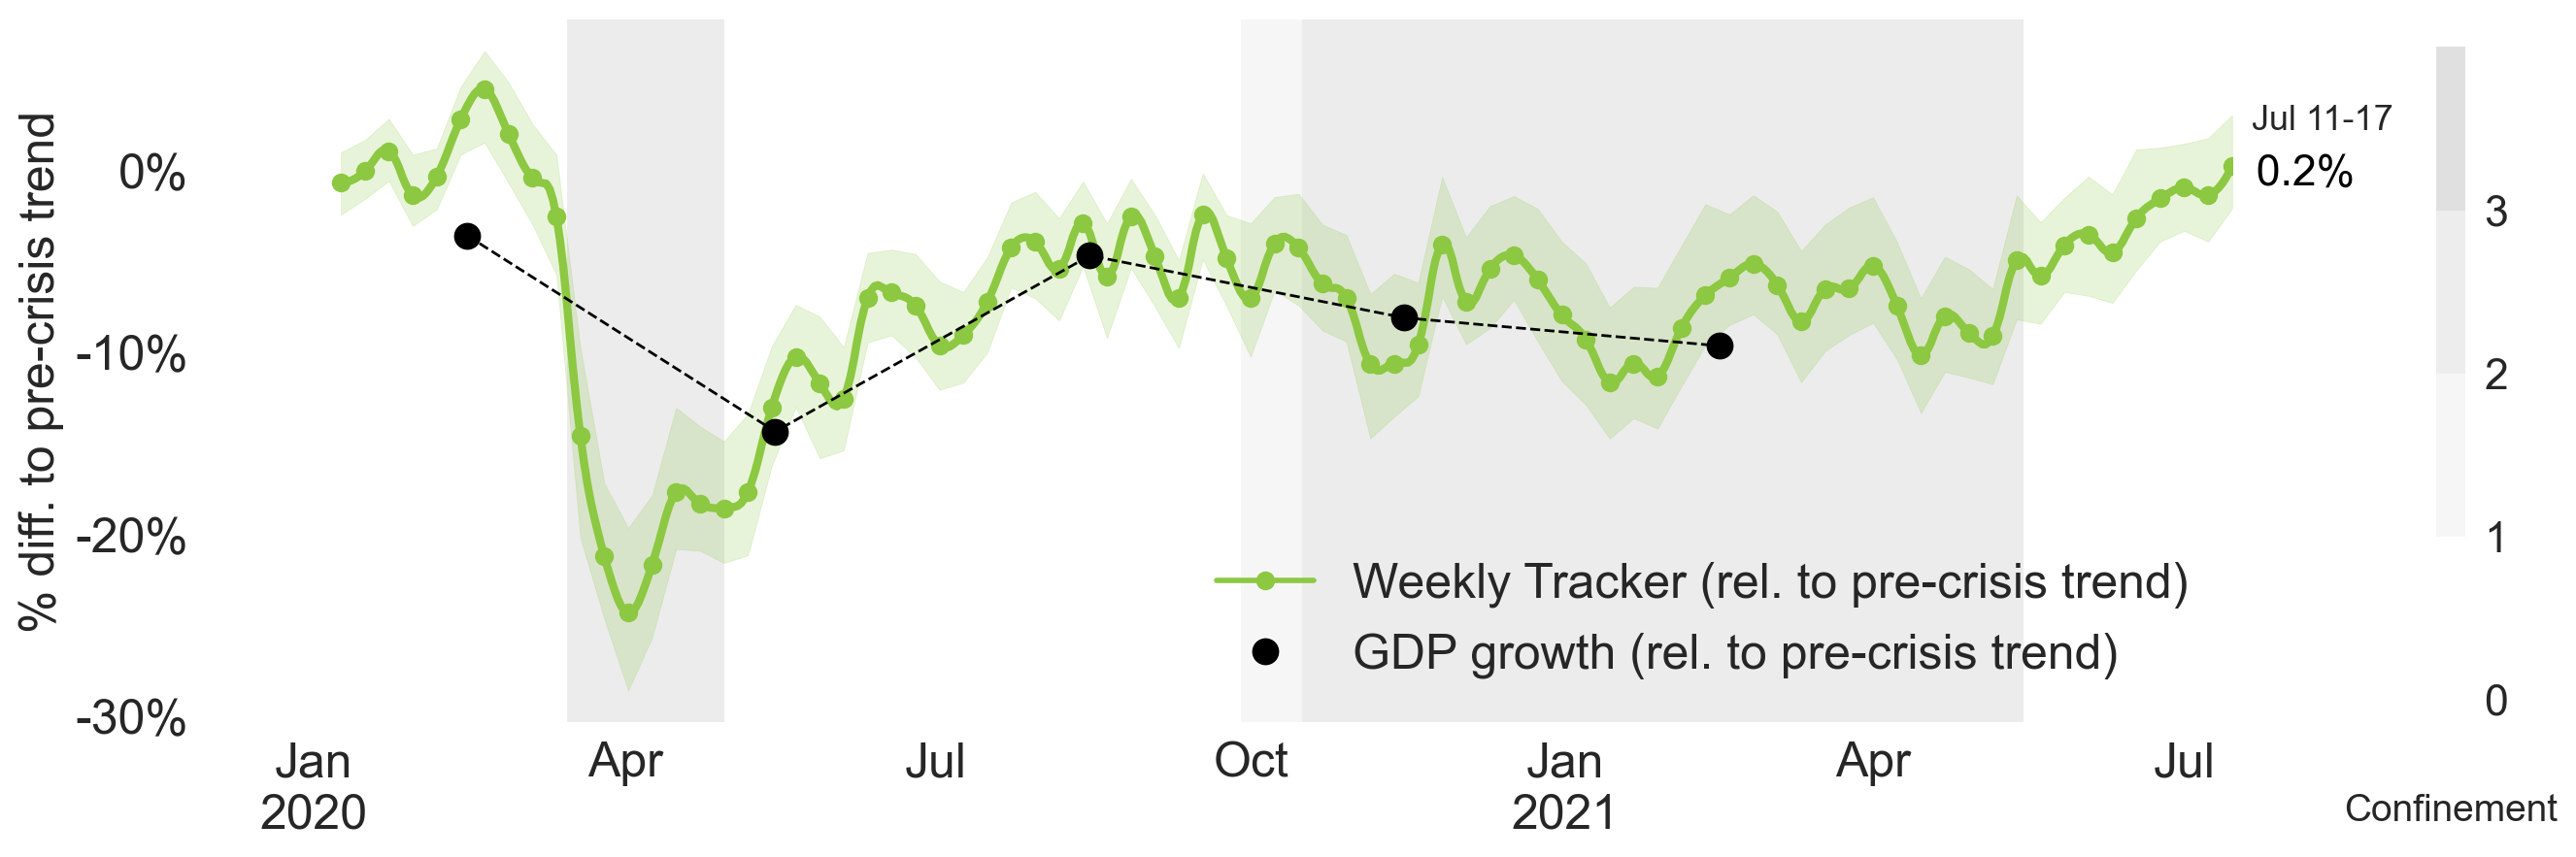 % diff. to pre-crisis trend
0%
-10%
-20%
-30%
Jul 11-17
0.2%
Weekly Tracker (rel. to pre-crisis trend)
GDP growth (rel. to pre-crisis trend)
Jan
2020
Apr
Jul
Oct
Jan
2021
Apr
Jul
3
2
1
0
Confinement